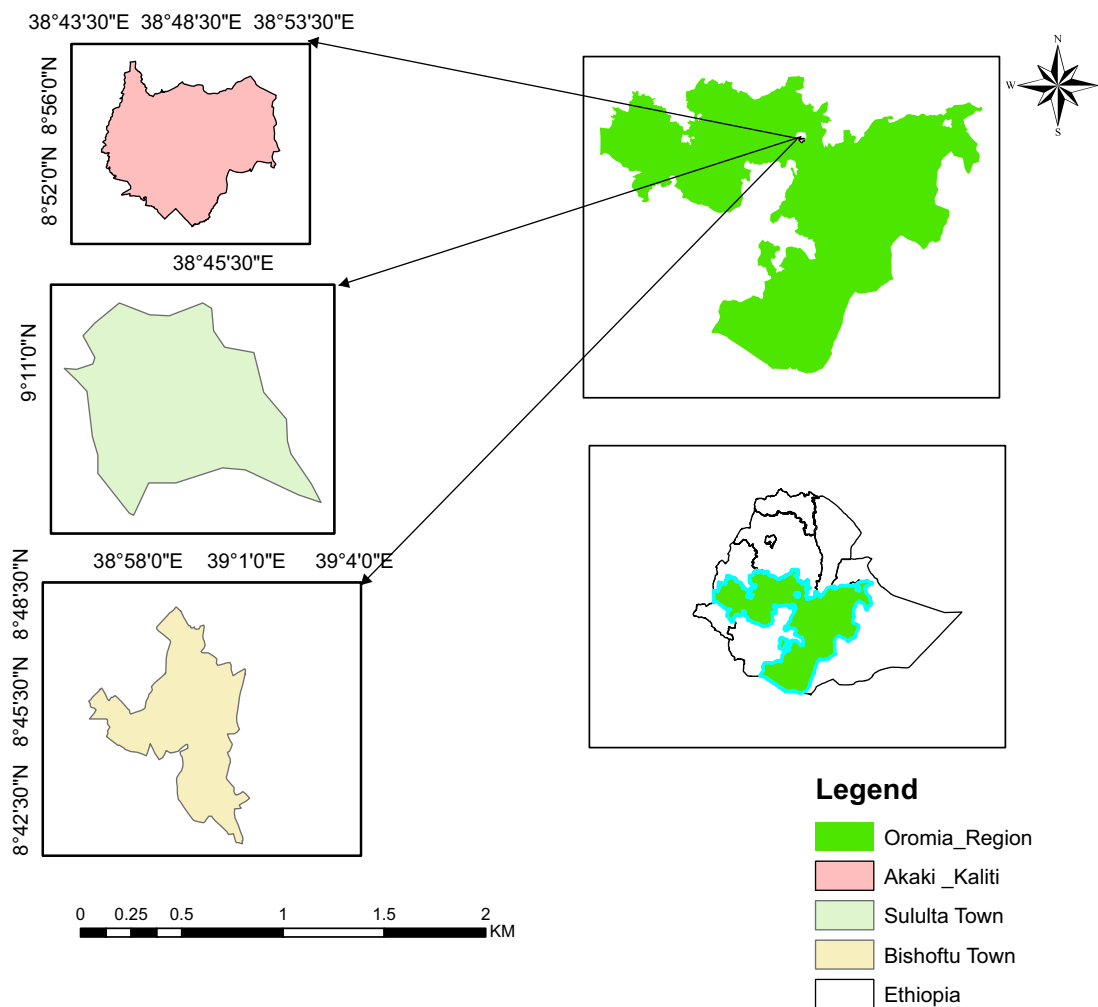 38°43'30"E 38°48'30"E 38°53'30"E
8°56'0"N
8°52'0"N
N
W
S
38°45'30"E
9°11'0"N
38°58'0"E 39°1'0"E 39°4'0"E
8°48'30"N
8°45'30"N
8°42'30"N
0 0.25 0.5 1 1.5 2
KM
Legend
Oromia_Region
Akaki _Kaliti
Sululta Town
Bishoftu Town
Ethiopia